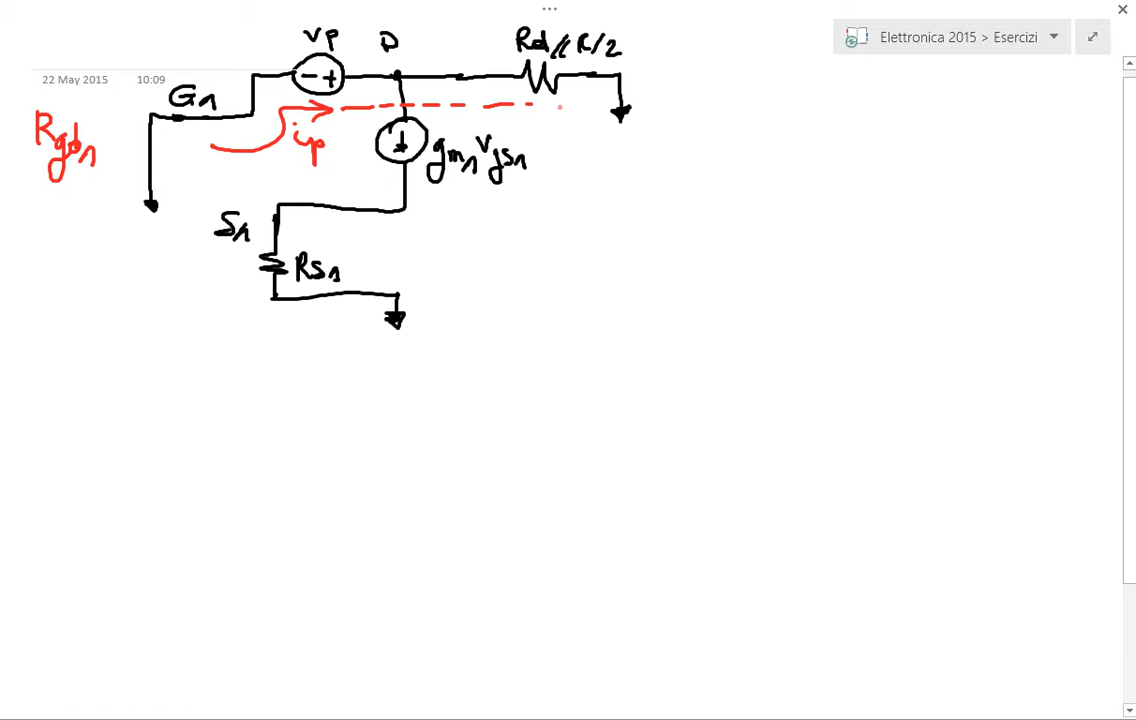 Elettronica 2015 > Esercizi
22 May 2015 10:09
vp D Rd//R/2
G1
Rgd1
ip
gm1 vgs1
S1
Rs1